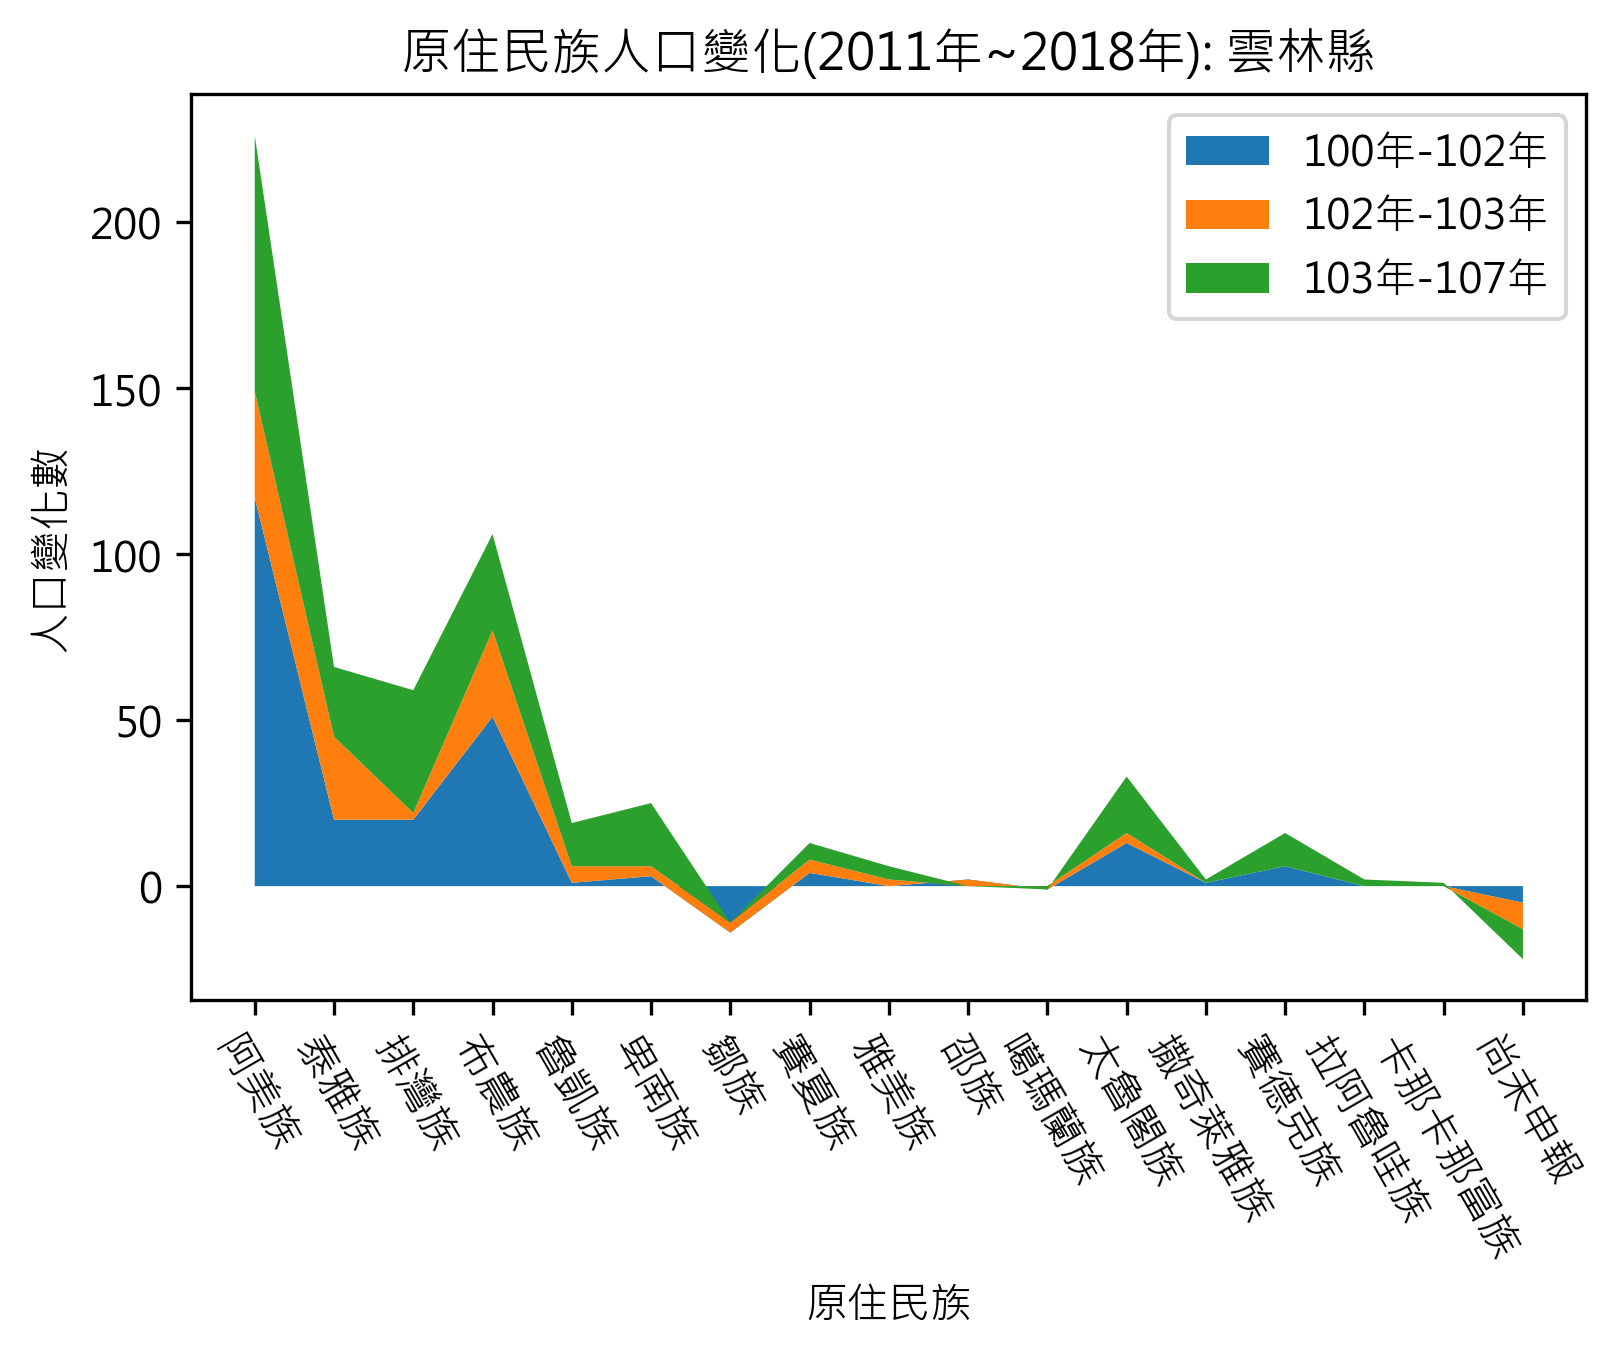 原住民族人口變化(2011年~2018年): 雲林縣
100年-102年
102年-103年
103年-107年
人口變化數
200
150
100
50
0
阿美族
泰雅族
排灣族
布農族
魯凱族
卑南族
鄒族
賽夏族
雅美族
邵族
噶瑪蘭族
太魯閣族
撒奇萊雅族
賽德克族
拉阿魯哇族
卡那卡那富族
尚未申報
原住民族